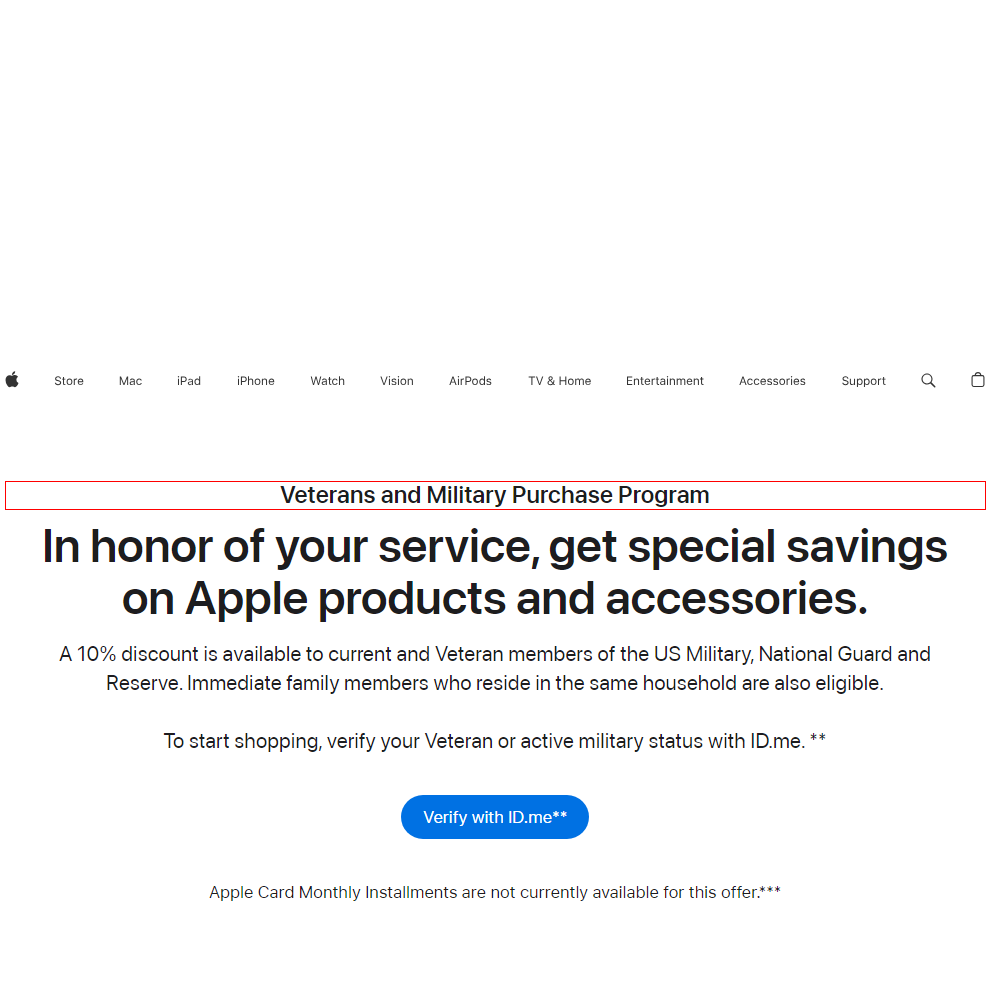 Store Mac iPad iPhone Watch Vision AirPods TV & Home Entertainment Accessories Support
Veterans and Military Purchase Program
In honor of your service, get special savings
on Apple products and accessories.
A 10% discount is available to current and Veteran members of the US Military, National Guard and
Reserve. Immediate family members who reside in the same household are also eligible.
To start shopping, verify your Veteran or active military status with ID.me. **
Verify with ID.me**
Apple Card Monthly Installments are not currently available for this offer.***